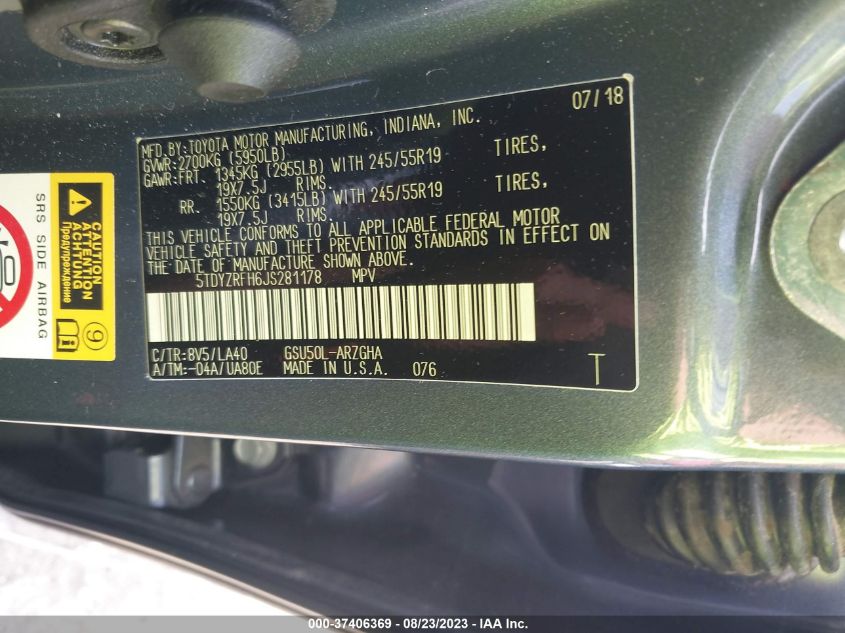 07/18
MFD.BY:TOYOTA MOTOR MANUFACTURING, INDIANA, INC.
GVWR:2700KG (5950LB)
GAWR:FRT. 1345KG (2955LB) WITH 245/55R19 TIRES,
19X7.5J RIMS.
RR. 1550KG (3415LB) WITH 245/55R19 TIRES,
19X7.5J RIMS.
THIS VEHICLE CONFORMS TO ALL APPLICABLE FEDERAL MOTOR
VEHICLE SAFETY AND THEFT PREVENTION STANDARDS IN EFFECT ON
THE DATE OF MANUFACTURE SHOWN ABOVE.
5TDYZRFH6JS281178 MPV
C/TR:8V5/LA40 GSU50L-ARZGHA
A/TM:-04A/UA80E MADE IN U.S.A. 076
T
SRS SIDE AIRBAG
CAUTION
ATTENTION
ACHTUNG
Предупреждение
9
000-37406369 - 08/23/2023 - IAA Inc.